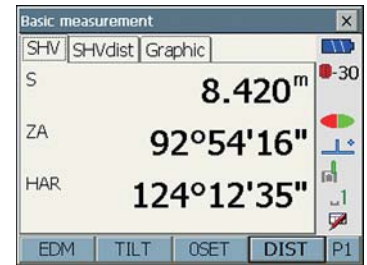 Basic measurement
SHV SHVdist Graphic
S 8.420m
-30
ZA 92°54'16"
HAR 124°12'35"
1
EDM TILT 0SET DIST P1